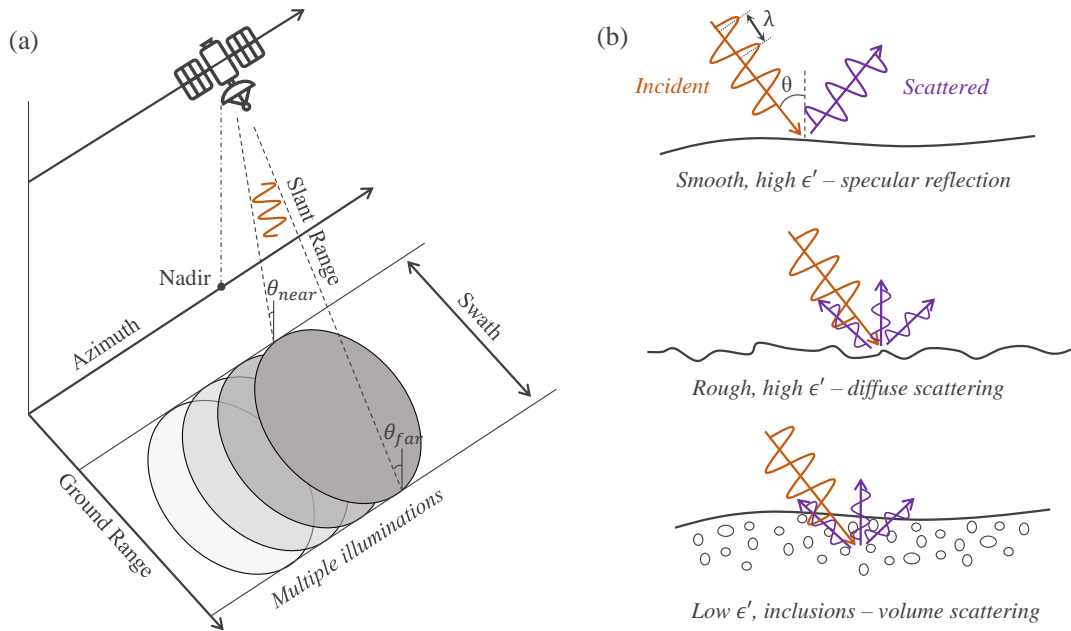 (a)
Slant Range
Nadir
θnear
Azimuth
Swath
θfar
Ground Range
Multiple illuminations
(b)
λ
Incident
θ
Scattered
Smooth, high ϵ′ – specular reflection
Rough, high ϵ′ – diffuse scattering
Low ϵ′, inclusions – volume scattering